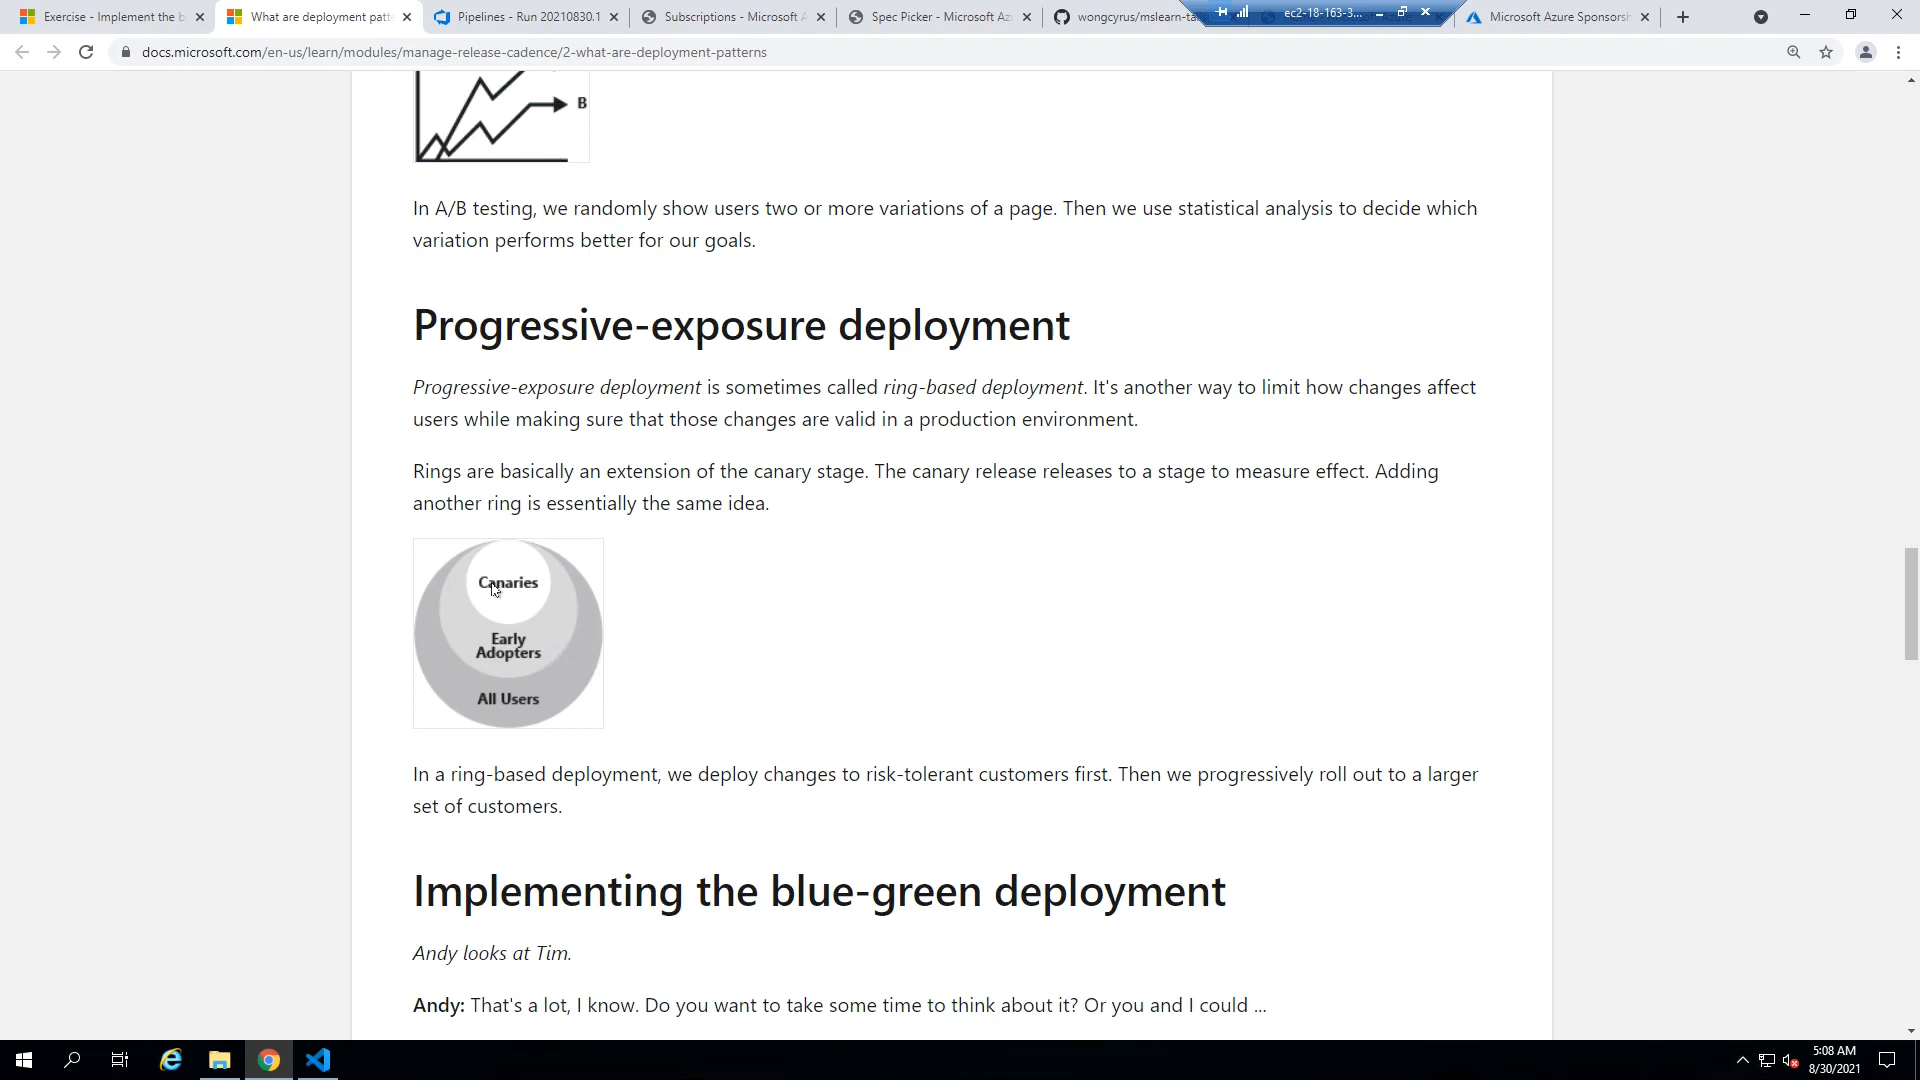 Exercise - Implement the b
What are deployment patt
Pipelines - Run 20210830.1
Subscriptions - Microsoft A
Spec Picker - Microsoft Az
wongcyrus/mslearn-ta
ec2-18-163-3...
Microsoft Azure Sponsors
docs.microsoft.com/en-us/learn/modules/manage-release-cadence/2-what-are-deployment-patterns
B
In A/B testing, we randomly show users two or more variations of a page. Then we use statistical analysis to decide which
variation performs better for our goals.
Progressive-exposure deployment
Progressive-exposure deployment is sometimes called ring-based deployment. It's another way to limit how changes affect
users while making sure that those changes are valid in a production environment.
Rings are basically an extension of the canary stage. The canary release releases to a stage to measure effect. Adding
another ring is essentially the same idea.
Canaries
Early
Adopters
All Users
In a ring-based deployment, we deploy changes to risk-tolerant customers first. Then we progressively roll out to a larger
set of customers.
Implementing the blue-green deployment
Andy looks at Tim.
Andy: That's a lot, I know. Do you want to take some time to think about it? Or you and I could ...
5:08 AM
8/30/2021